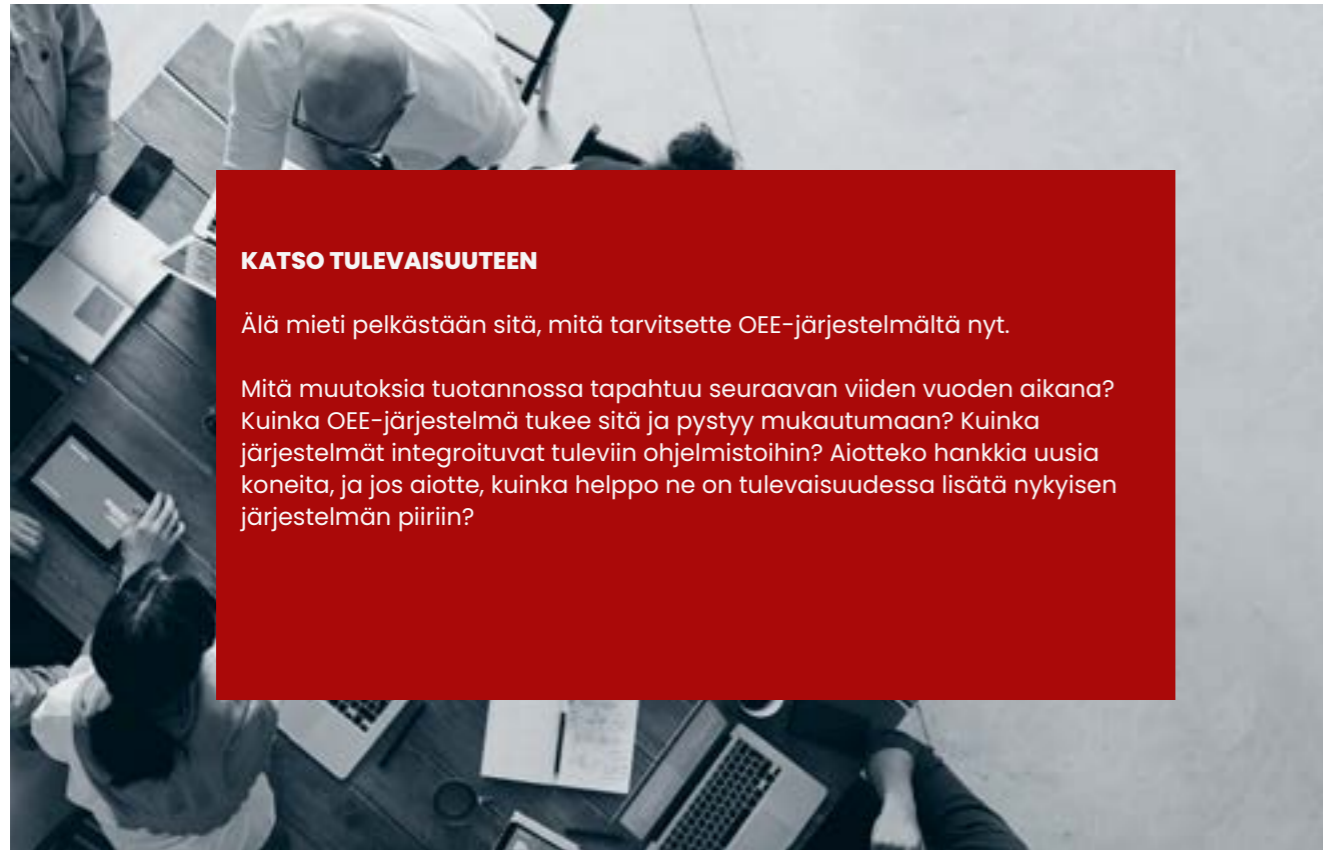 KATSO TULEVAISUUTEEN
Älä mieti pelkästään sitä, mitä tarvitsette OEE-järjestelmältä nyt.
Mitä muutoksia tuotannossa tapahtuu seuraavan viiden vuoden aikana?
Kuinka OEE-järjestelmä tukee sitä ja pystyy mukautumaan? Kuinka
järjestelmät integroituvat tuleviin ohjelmistoihin? Aiotteko hankkia uusia
koneita, ja jos aiotte, kuinka helppo ne on tulevaisuudessa lisätä nykyisen
järjestelmän piiriin?